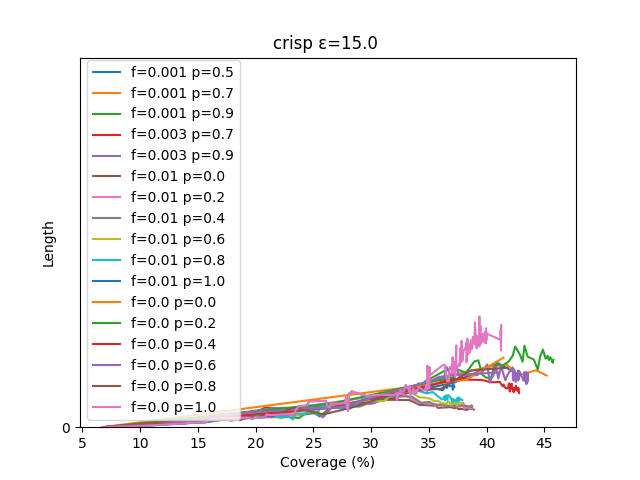 crisp ε=15.0
f=0.001 p=0.5
f=0.001 p=0.7
f=0.001 p=0.9
f=0.003 p=0.7
f=0.003 p=0.9
f=0.01 p=0.0
f=0.01 p=0.2
f=0.01 p=0.4
f=0.01 p=0.6
f=0.01 p=0.8
f=0.01 p=1.0
f=0.0 p=0.0
f=0.0 p=0.2
f=0.0 p=0.4
f=0.0 p=0.6
f=0.0 p=0.8
f=0.0 p=1.0
Length
0
5 10 15 20 25 30 35 40 45
Coverage (%)